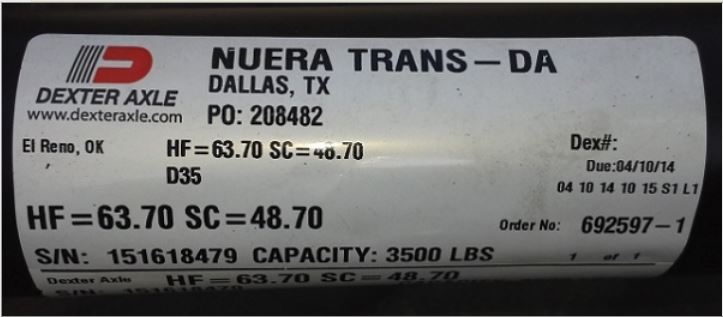 NUERA TRANS-DA
DEXTER AXLE
www.dexteraxle.com
DALLAS, TX
PO: 208482
El Reno, OK
HF=63.70 SC=48.70
D35
Dex#:
Due:04/10/14
04 10 14 10 15 S1 L1
HF=63.70 SC=48.70
Order No: 692597-1
S/N: 151618479 CAPACITY: 3500 LBS
1 of 1
Dexter Axle HF=63.70 SC=48.70
S/N: 151618479